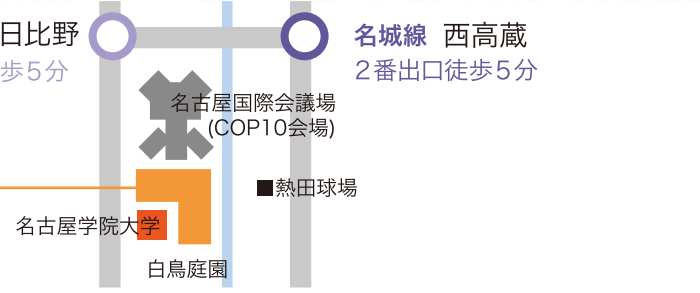 日比野
歩5分
名城線 西高蔵
2番出口徒歩5分
名古屋国際会議場
(COP10会場)
■熱田球場
名古屋学院大学
白鳥庭園